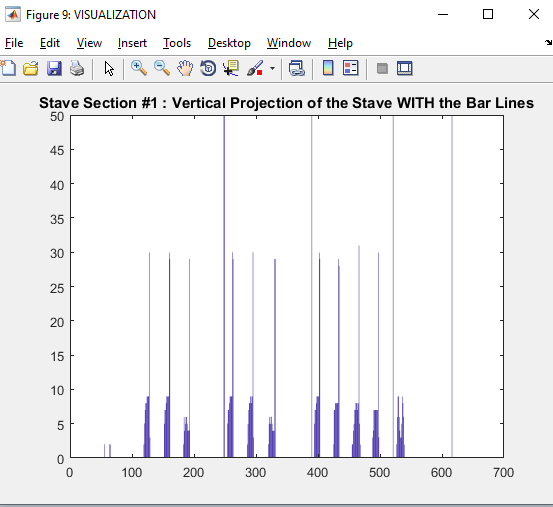 Figure 9: VISUALIZATION
File Edit View Insert Tools Desktop Window Help
Stave Section #1 : Vertical Projection of the Stave WITH the Bar Lines
50
45
40
35
30
25
20
15
10
5
0
0 100 200 300 400 500 600 700